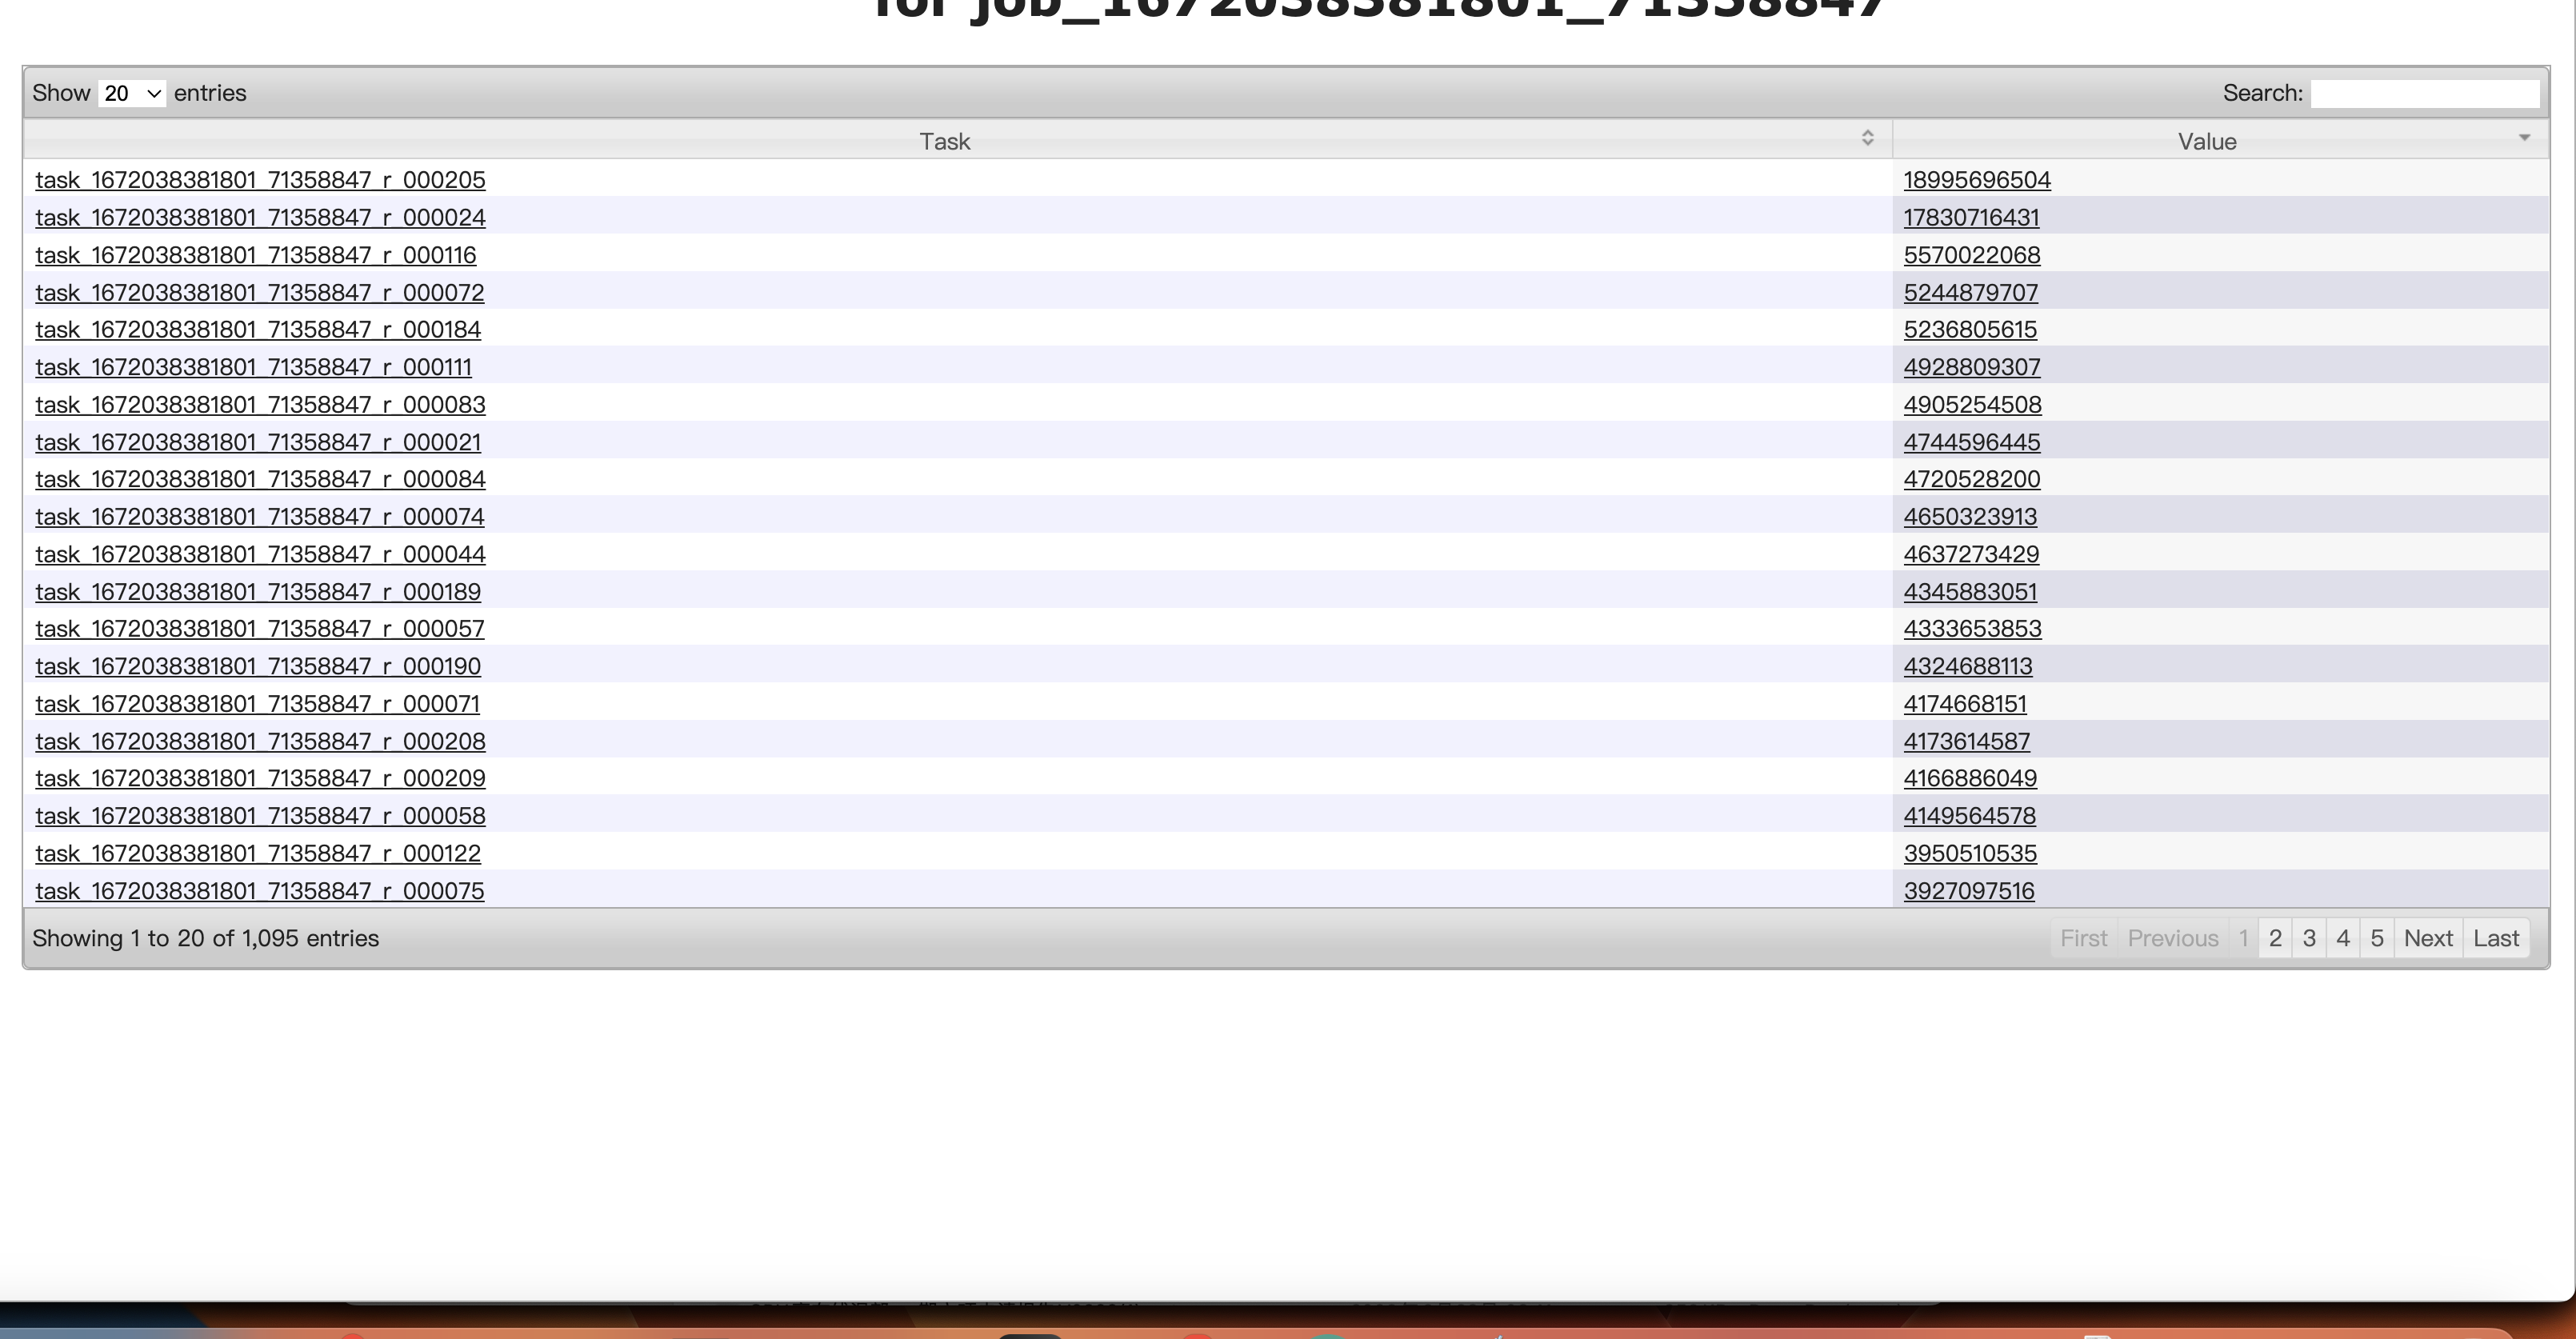 for job_1672038381801_71358847
Show 20 entries Search:
Task Value
task_1672038381801_71358847_r_000205 18995696504
task_1672038381801_71358847_r_000024 17830716431
task_1672038381801_71358847_r_000116 5570022068
task_1672038381801_71358847_r_000072 5244879707
task_1672038381801_71358847_r_000184 5236805615
task_1672038381801_71358847_r_000111 4928809307
task_1672038381801_71358847_r_000083 4905254508
task_1672038381801_71358847_r_000021 4744596445
task_1672038381801_71358847_r_000084 4720528200
task_1672038381801_71358847_r_000074 4650323913
task_1672038381801_71358847_r_000044 4637273429
task_1672038381801_71358847_r_000189 4345883051
task_1672038381801_71358847_r_000057 4333653853
task_1672038381801_71358847_r_000190 4324688113
task_1672038381801_71358847_r_000071 4174668151
task_1672038381801_71358847_r_000208 4173614587
task_1672038381801_71358847_r_000209 4166886049
task_1672038381801_71358847_r_000058 4149564578
task_1672038381801_71358847_r_000122 3950510535
task_1672038381801_71358847_r_000075 3927097516
Showing 1 to 20 of 1,095 entries First Previous 1 2 3 4 5 Next Last